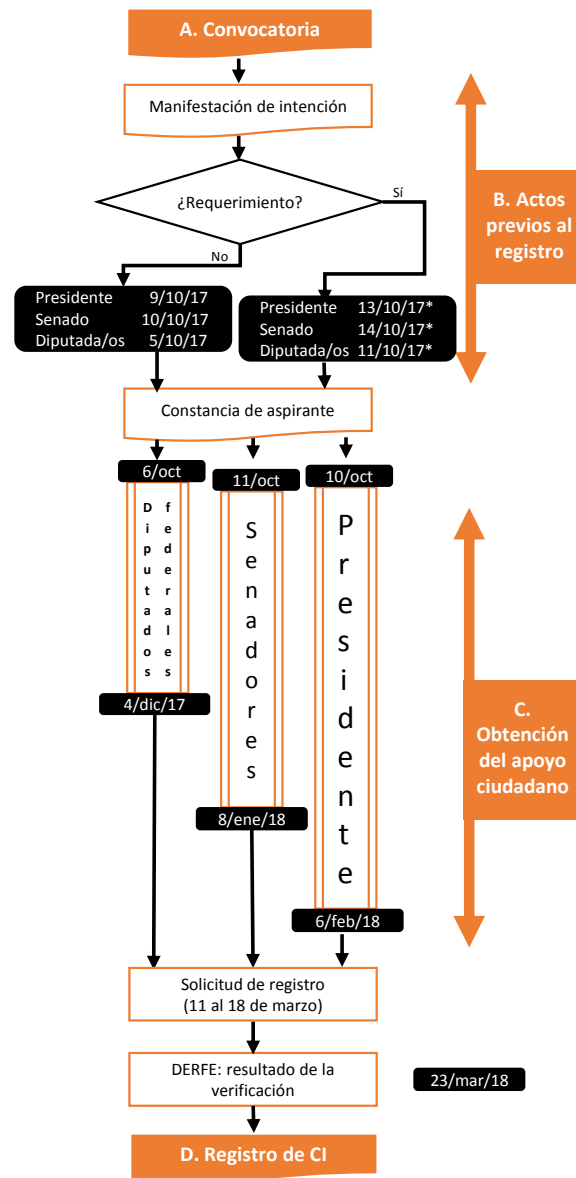 A. Convocatoria
Manifestación de intención
¿Requerimiento?
Sí
No
B. Actos
previos al
registro
Presidente 9/10/17
Senado 10/10/17
Diputada/os 5/10/17
Presidente 13/10/17*
Senado 14/10/17*
Diputada/os 11/10/17*
Constancia de aspirante
6/oct
11/oct
10/oct
Diputados
federales
Senadores
Presidente
4/dic/17
8/ene/18
6/feb/18
C.
Obtención
del apoyo
ciudadano
Solicitud de registro
(11 al 18 de marzo)
DERFE: resultado de la
verificación
23/mar/18
D. Registro de CI